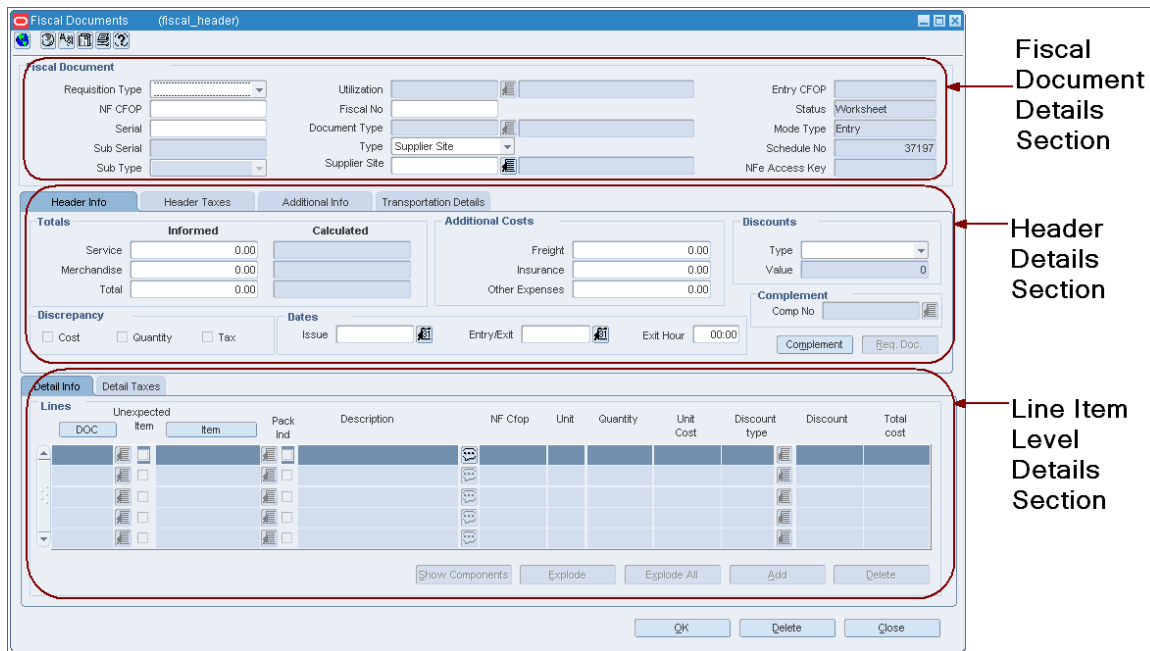 Fiscal Documents (fiscal_header)
Fiscal Document
Requisition Type Utilization Entry CFOP
NF CFOP Fiscal No Status Worksheet
Serial Document Type Mode Type Entry
Sub Serial Type Supplier Site Schedule No 37197
Sub Type Supplier Site NFe Access Key
Fiscal
Document
Details
Section
Header Info Header Taxes Additional Info Transportation Details
Totals Additional Costs Discounts
Informed Calculated
Service 0.00 Freight 0.00 Type
Merchandise 0.00 Insurance 0.00 Value 0
Total 0.00 Other Expenses 0.00
Complement
Comp No
Discrepancy Dates
Cost Quantity Tax Issue Entry/Exit Exit Hour 00:00
Complement Req. Doc.
Header
Details
Section
Detail Info Detail Taxes
Lines
DOC Unexpected Item Item Pack Ind Description NF Cfop Unit Quantity Unit Cost Discount type Discount Total cost
Show Components Explode Explode All Add Delete
Line Item
Level
Details
Section
OK Delete Close